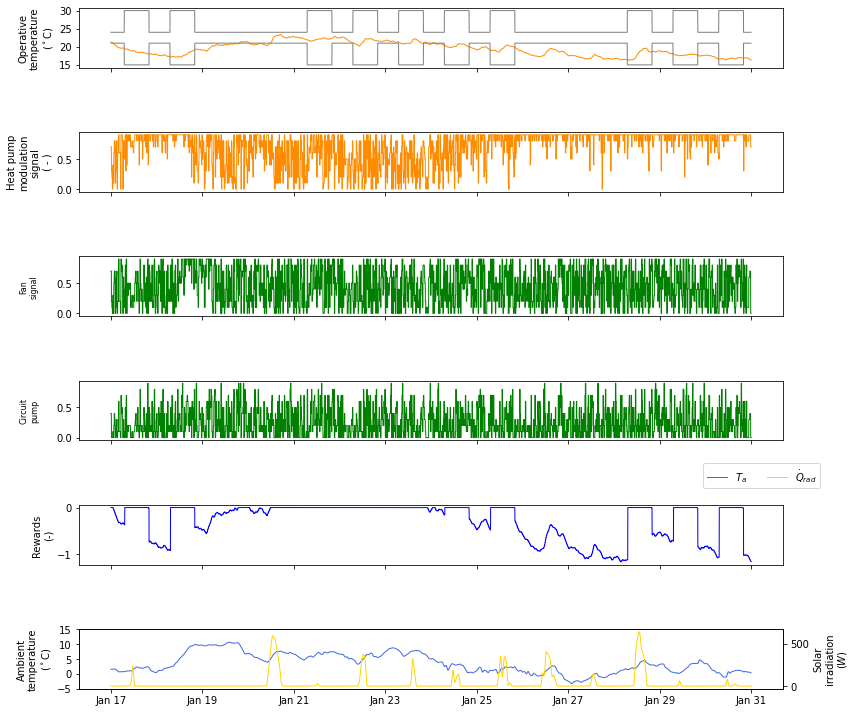 Operative
temperature
(°C)
30
25
20
15
Heat pump
modulation
signal
( - )
0.5
0.0
Fan
signal
0.5
0.0
Circuit
pump
0.5
0.0
T_a Q̇_rad
Rewards
(-)
0
−1
Ambient
temperature
(°C)
15
10
5
0
−5
500
0
Solar
irradiation
(W)
Jan 17 Jan 19 Jan 21 Jan 23 Jan 25 Jan 27 Jan 29 Jan 31